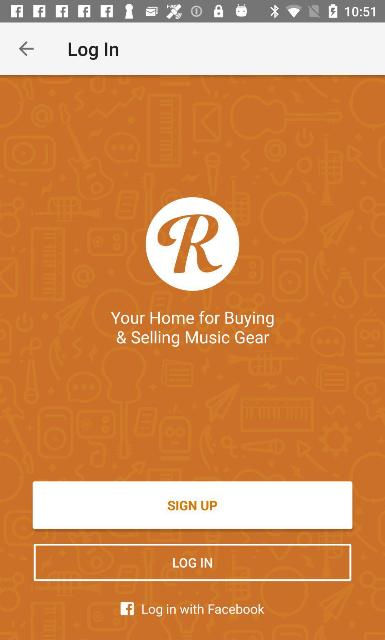 10:51
Log In
R
Your Home for Buying
& Selling Music Gear
SIGN UP
LOG IN
Log in with Facebook